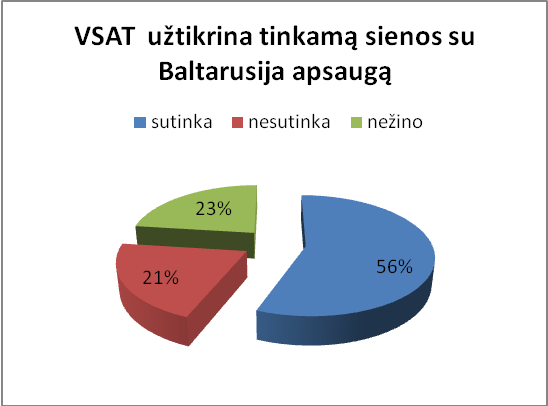 VSAT užtikrina tinkamą sienos su
Baltarusija apsaugą
sutinka nesutinka nežino
23%
56%
21%